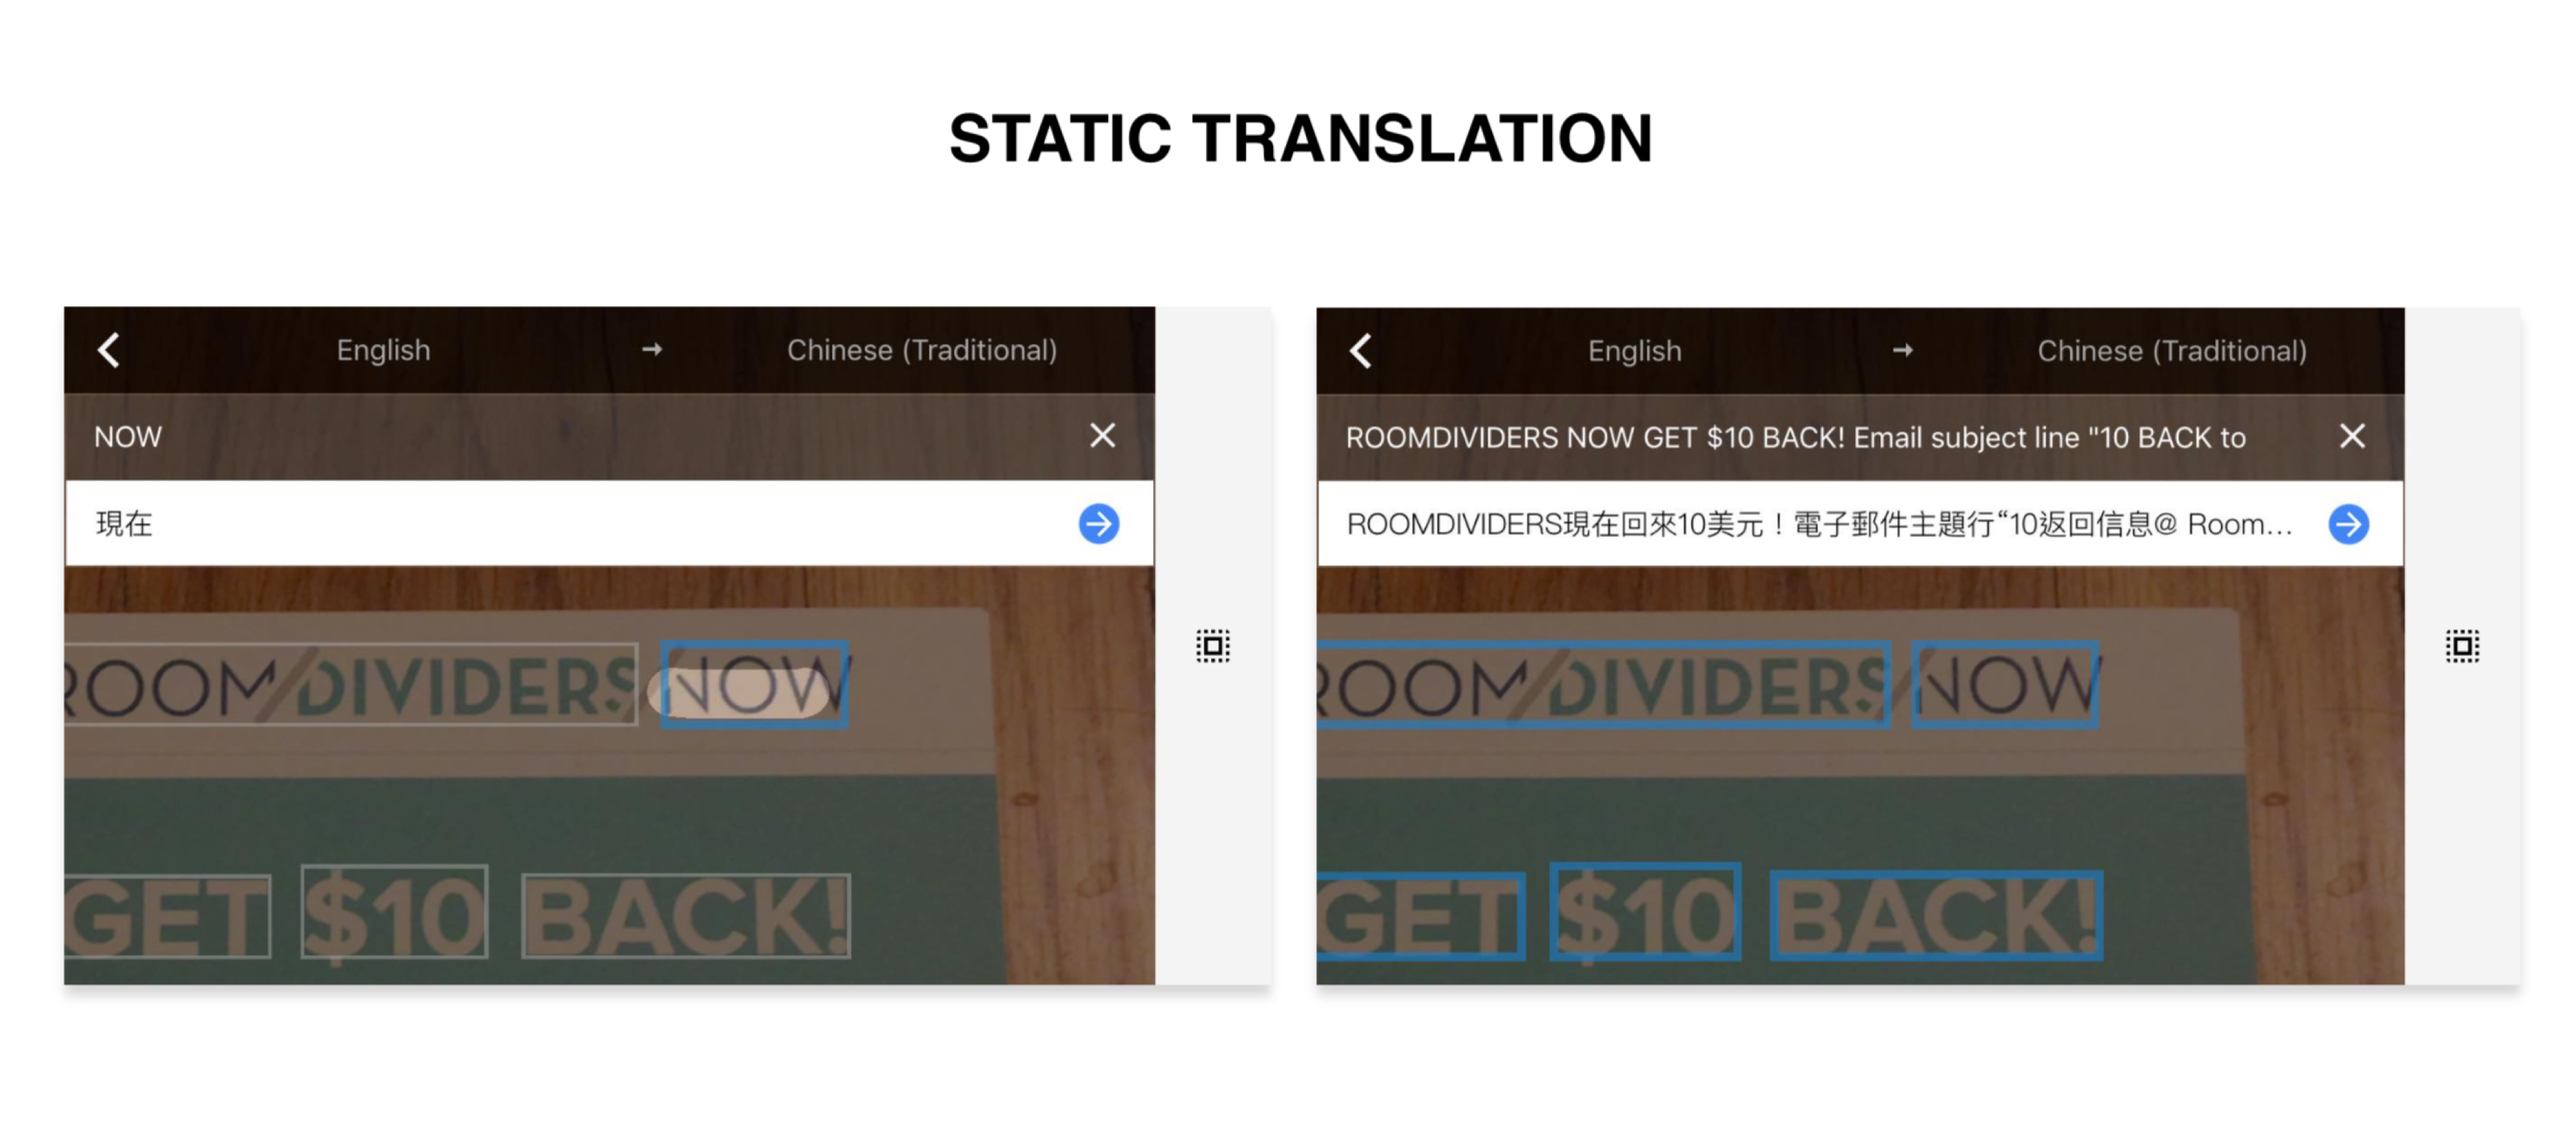 STATIC TRANSLATION
English → Chinese (Traditional)
NOW
現在
ROOM/DIVIDERS/NOW
GET $10 BACK!
English → Chinese (Traditional)
ROOMDIVIDERS NOW GET $10 BACK! Email subject line "10 BACK to
ROOMDIVIDERS現在回來10美元！電子郵件主題行“10返回信息@ Room...
ROOM/DIVIDERS/NOW
GET $10 BACK!